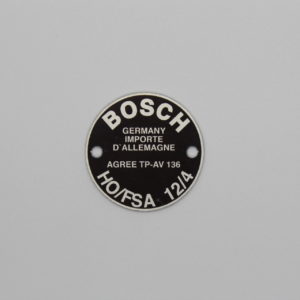 BOSCH
GERMANY
IMPORTE
D'ALLEMAGNE
AGREE TP-AV 136
HO/FSA 12/4